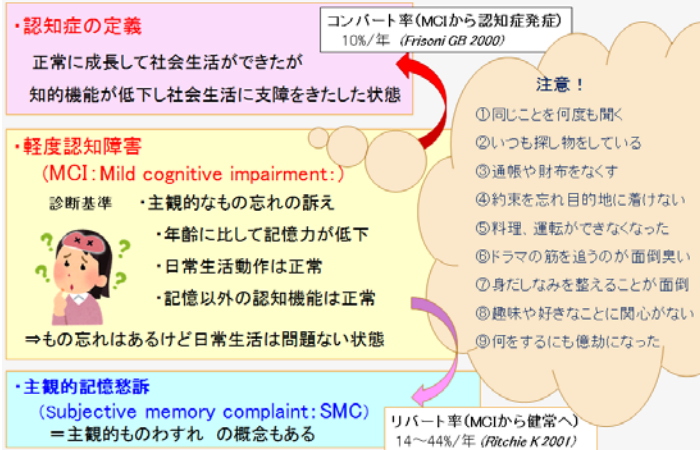 ・認知症の定義
正常に成長して社会生活ができたが
知的機能が低下し社会生活に支障をきたした状態
コンバート率(MCIから認知症発症)
10%/年 (Frisoni GB 2000)
・軽度認知障害
(MCI:Mild cognitive impairment:)
診断基準 ・主観的なもの忘れの訴え
・年齢に比して記憶力が低下
・日常生活動作は正常
・記憶以外の認知機能は正常
⇒もの忘れはあるけど日常生活は問題ない状態
注意!
①同じことを何度も聞く
②いつも探し物をしている
③通帳や財布をなくす
④約束を忘れ目的地に着けない
⑤料理、運転ができなくなった
⑥ドラマの筋を追うのが面倒臭い
⑦身だしなみを整えることが面倒
⑧趣味や好きなことに関心がない
⑨何をするにも億劫になった
・主観的記憶愁訴
(Subjective memory complaint:SMC)
=主観的ものわすれ の概念もある
リバート率(MCIから健常へ)
14~44%/年 (Ritchie K 2001)